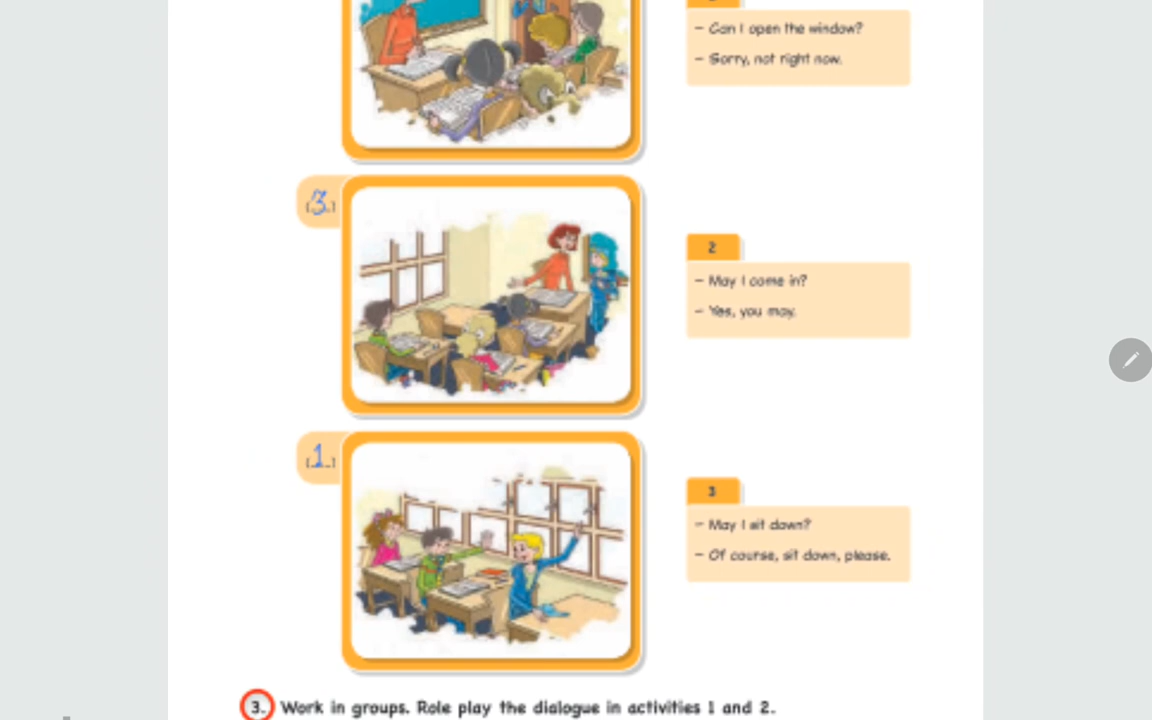 – Can I open the window?
– Sorry, not right now.
(3)
2
– May I come in?
– Yes, you may.
(1)
3
– May I sit down?
– Of course, sit down, please.
3. Work in groups. Role play the dialogue in activities 1 and 2.